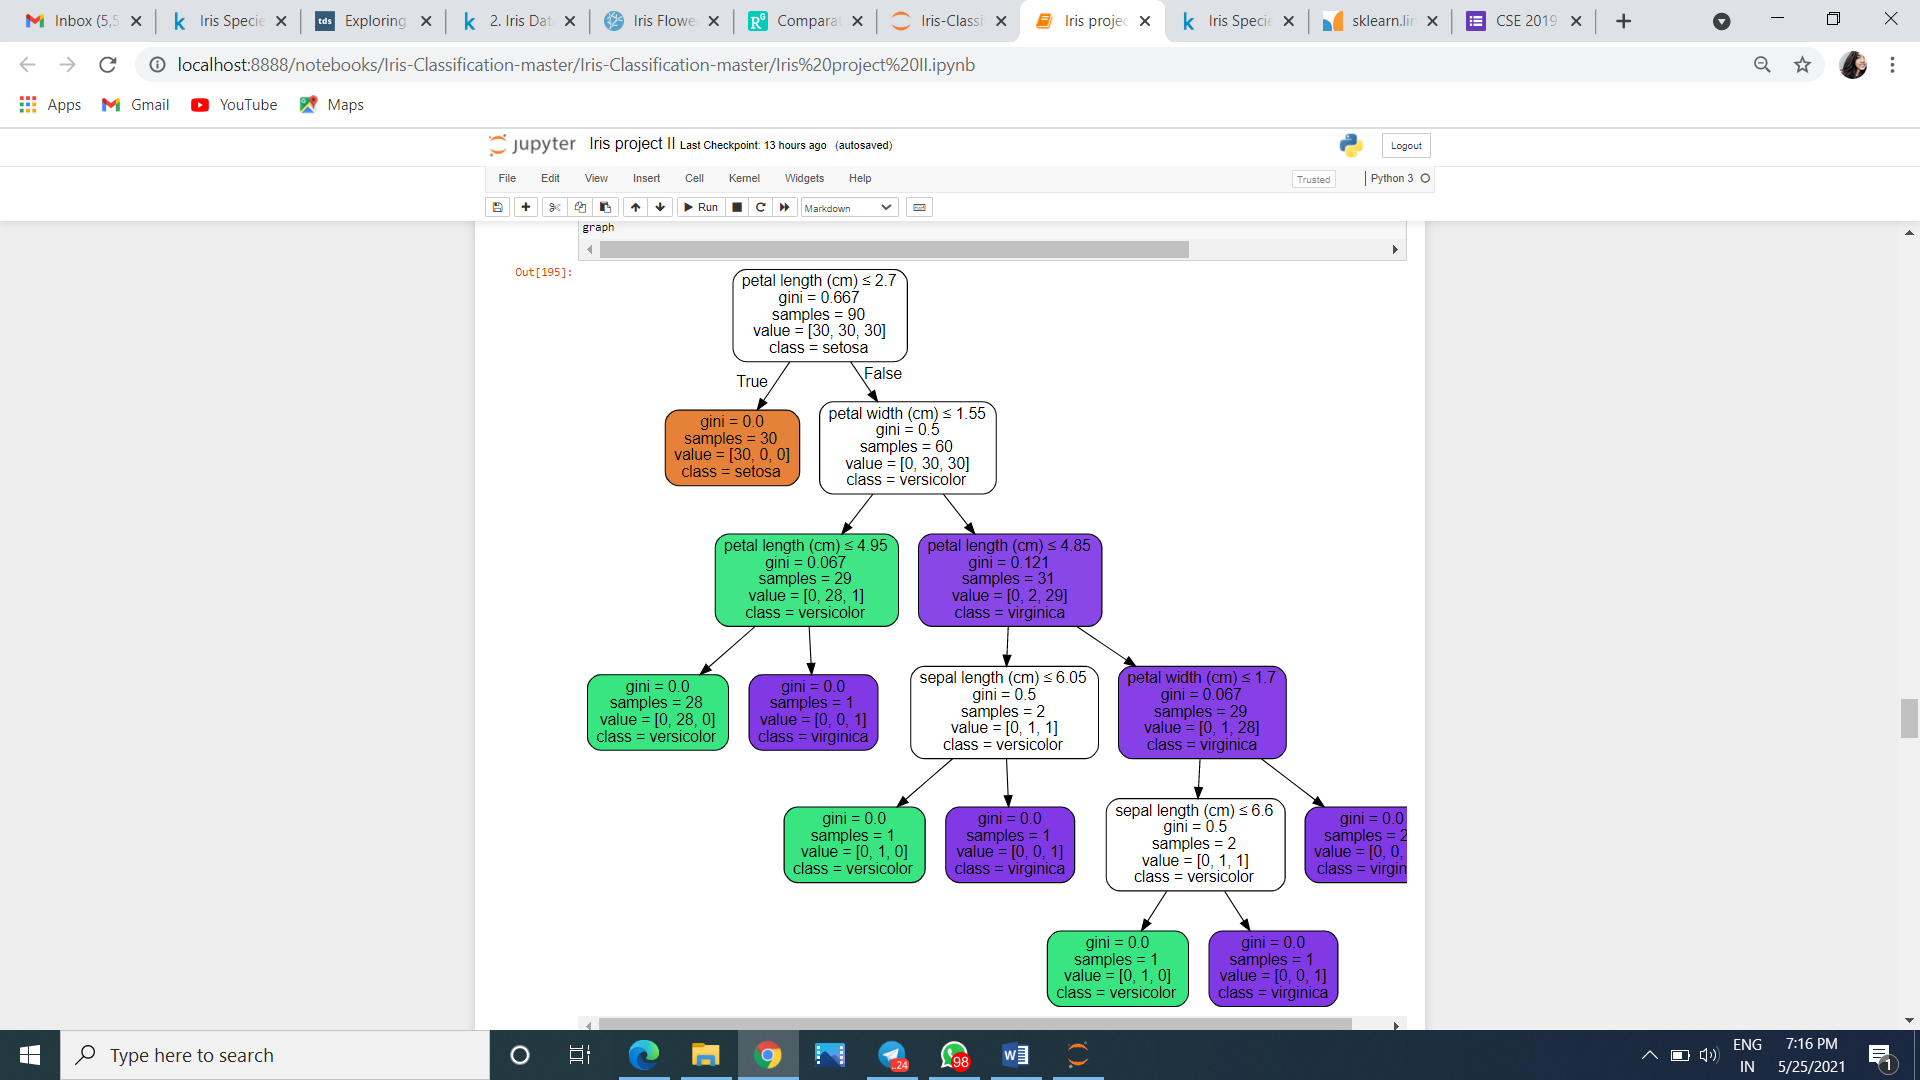 Inbox (5,5
Iris Specie
tds
Exploring
2. Iris Dat
Iris Flowe
Compara
Iris-Classi
Iris projec
Iris Specie
sklearn.lin
CSE 2019
localhost:8888/notebooks/Iris-Classification-master/Iris-Classification-master/Iris%20project%20II.ipynb
Apps
Gmail
YouTube
Maps
jupyter
Iris project II Last Checkpoint: 13 hours ago (autosaved)
Logout
File
Edit
View
Insert
Cell
Kernel
Widgets
Help
Trusted
Python 3
Run
Markdown
graph
Out[195]:
petal length (cm) ≤ 2.7
gini = 0.667
samples = 90
value = [30, 30, 30]
class = setosa
True
False
gini = 0.0
samples = 30
value = [30, 0, 0]
class = setosa
petal width (cm) ≤ 1.55
gini = 0.5
samples = 60
value = [0, 30, 30]
class = versicolor
petal length (cm) ≤ 4.95
gini = 0.067
samples = 29
value = [0, 28, 1]
class = versicolor
petal length (cm) ≤ 4.85
gini = 0.121
samples = 31
value = [0, 2, 29]
class = virginica
gini = 0.0
samples = 28
value = [0, 28, 0]
class = versicolor
gini = 0.0
samples = 1
value = [0, 0, 1]
class = virginica
sepal length (cm) ≤ 6.05
gini = 0.5
samples = 2
value = [0, 1, 1]
class = versicolor
petal width (cm) ≤ 1.7
gini = 0.067
samples = 29
value = [0, 1, 28]
class = virginica
gini = 0.0
samples = 1
value = [0, 1, 0]
class = versicolor
gini = 0.0
samples = 1
value = [0, 0, 1]
class = virginica
sepal length (cm) ≤ 6.6
gini = 0.5
samples = 2
value = [0, 1, 1]
class = versicolor
gini = 0.0
samples = 2
value = [0, 0,
class = virgin
gini = 0.0
samples = 1
value = [0, 1, 0]
class = versicolor
gini = 0.0
samples = 1
value = [0, 0, 1]
class = virginica
Type here to search
24
98
ENG
IN
7:16 PM
5/25/2021
1